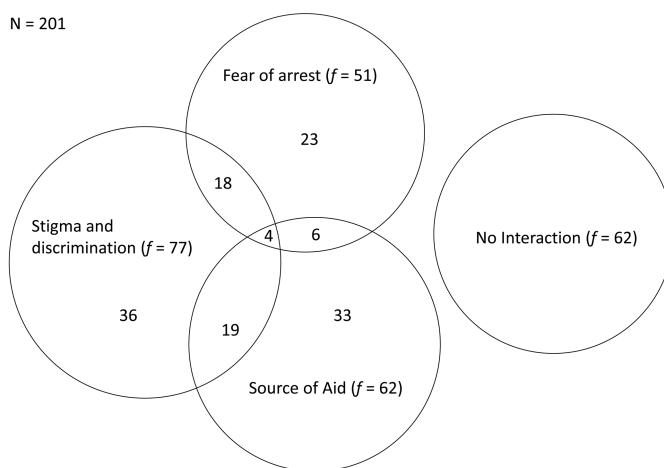 N = 201
Fear of arrest (f = 51)
23
18
Stigma and
discrimination (f = 77)
4
6
No Interaction (f = 62)
36
19
33
Source of Aid (f = 62)